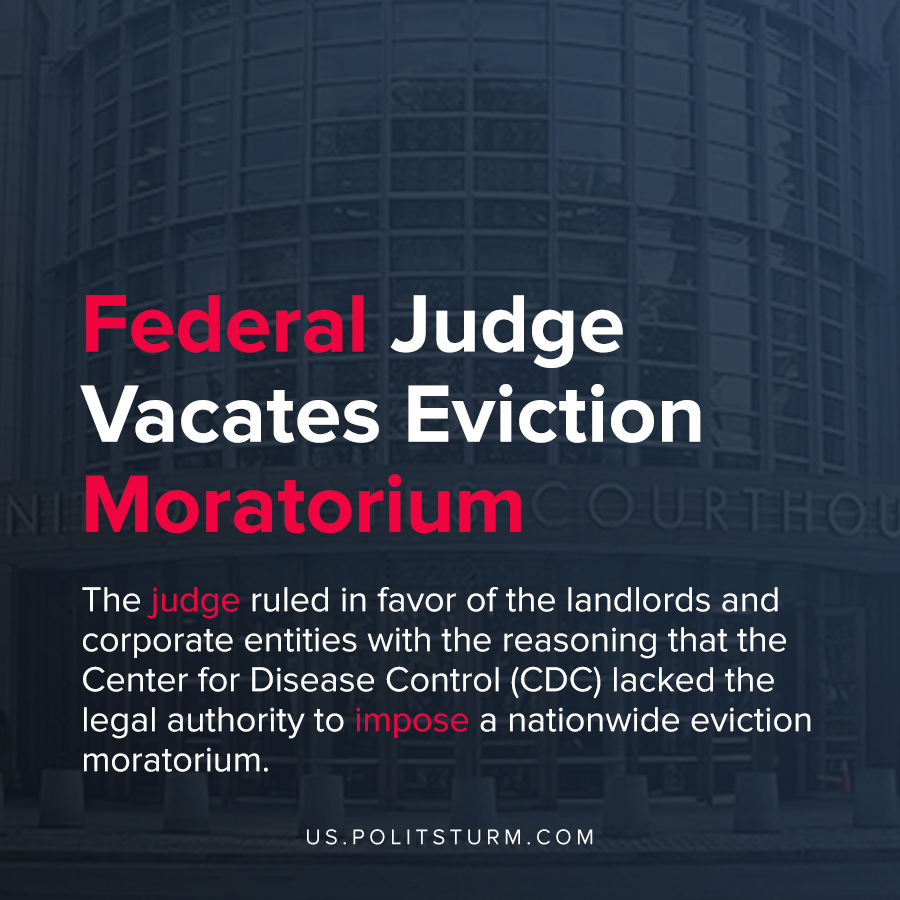 Federal Judge
Vacates Eviction
Moratorium
COURTHOU
The judge ruled in favor of the landlords and
corporate entities with the reasoning that the
Center for Disease Control (CDC) lacked the
legal authority to impose a nationwide eviction
moratorium.
US.POLITSTURM.COM